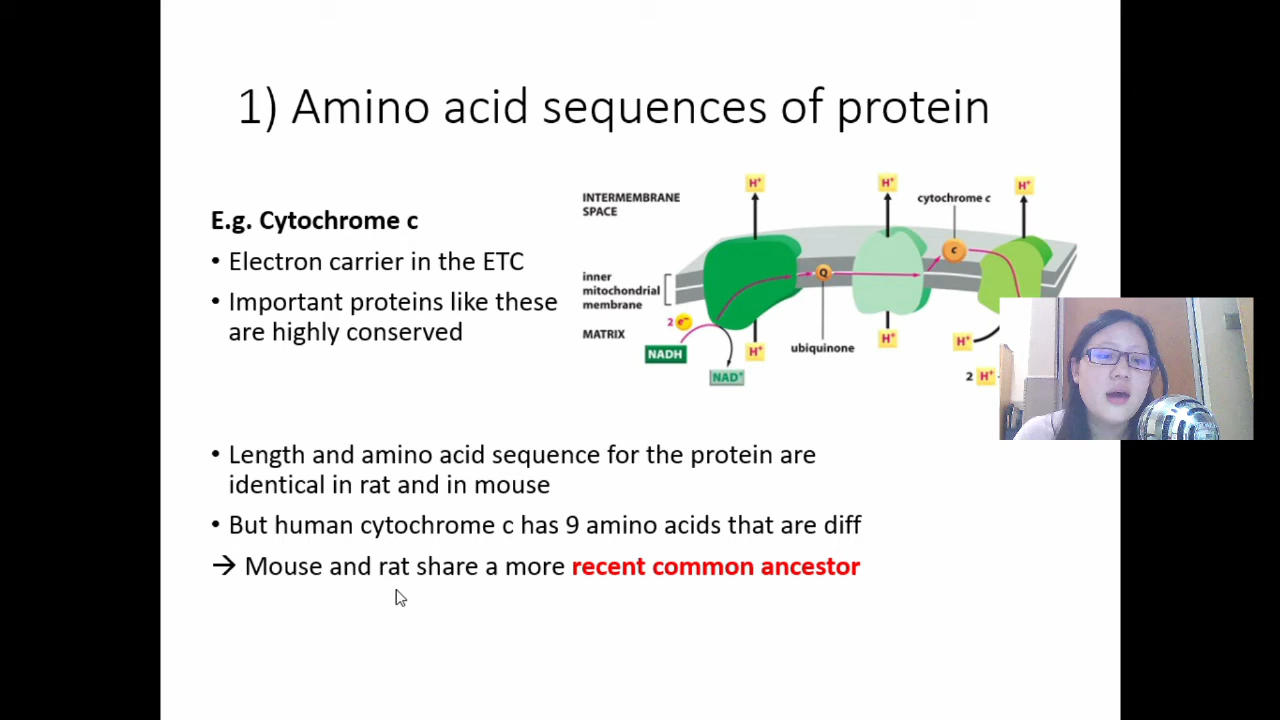 1) Amino acid sequences of protein
E.g. Cytochrome c
• Electron carrier in the ETC
• Important proteins like these
are highly conserved
INTERMEMBRANE
SPACE
H⁺
H⁺
H⁺
cytochrome c
c
Q
inner
mitochondrial
membrane
2 e⁻
MATRIX
NADH
H⁺
NAD⁺
ubiquinone
H⁺
H⁺
2 H⁺
• Length and amino acid sequence for the protein are
identical in rat and in mouse
• But human cytochrome c has 9 amino acids that are diff
→ Mouse and rat share a more recent common ancestor